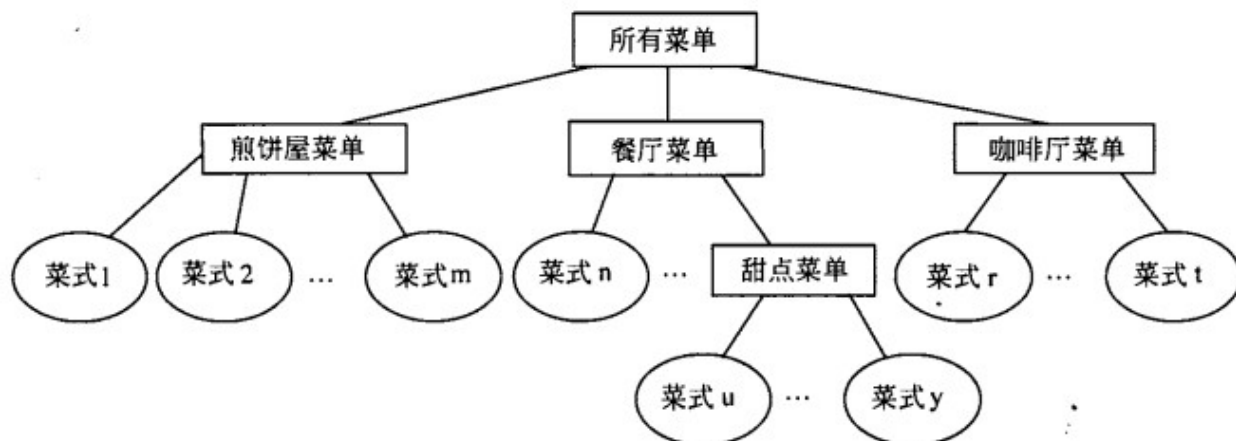 所有菜单
煎饼屋菜单 餐厅菜单 咖啡厅菜单
菜式1 菜式2 … 菜式m 菜式n … 甜点菜单 菜式r … 菜式t
菜式u … 菜式y